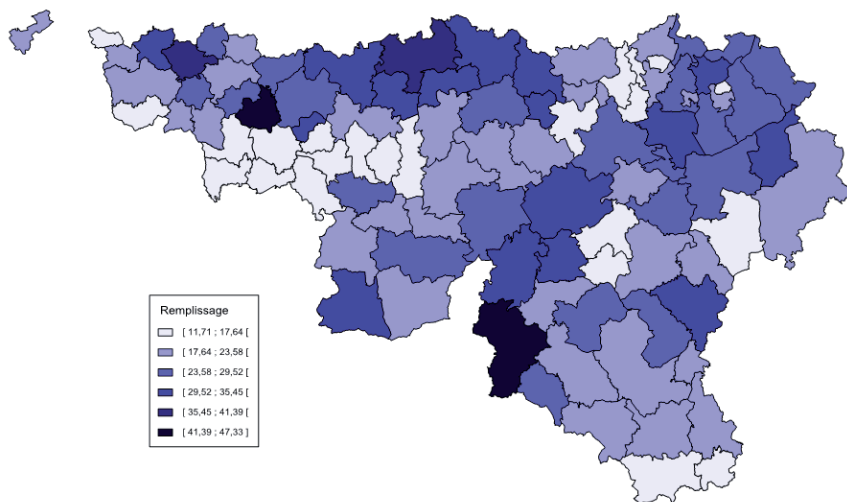 Remplissage
[ 11,71 ; 17,64 [
[ 17,64 ; 23,58 [
[ 23,58 ; 29,52 [
[ 29,52 ; 35,45 [
[ 35,45 ; 41,39 [
[ 41,39 ; 47,33 ]